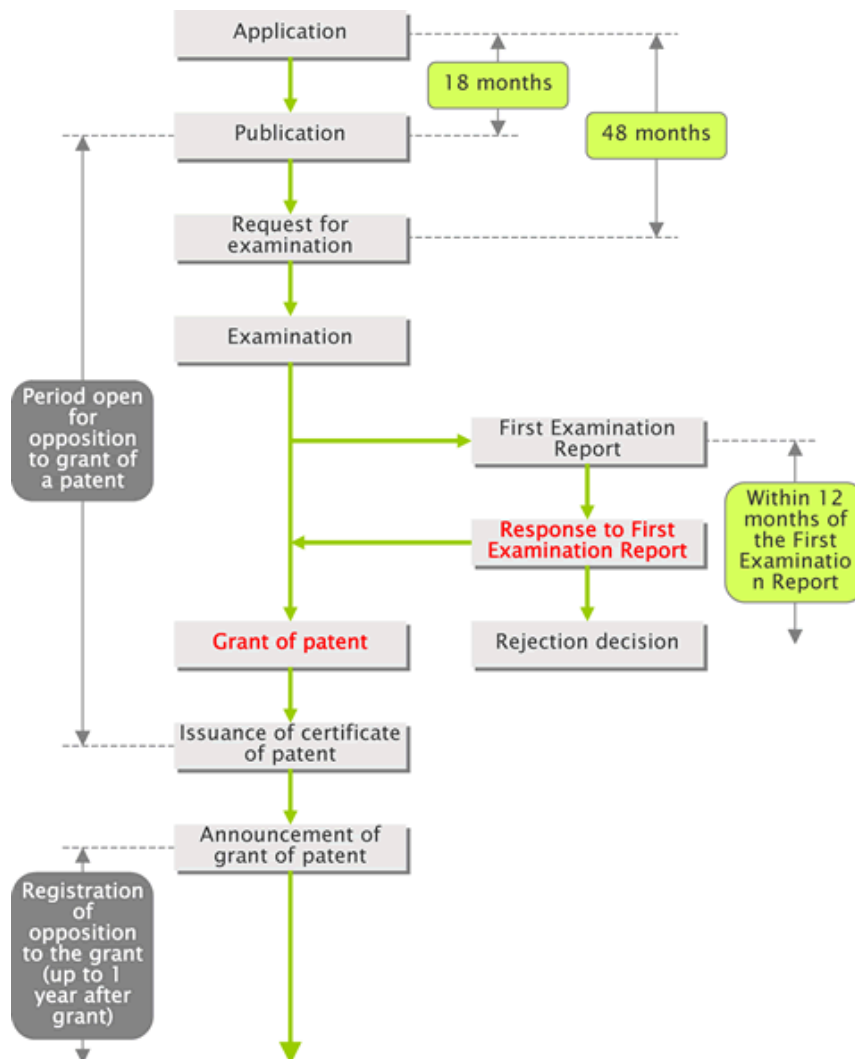 Application
18 months
48 months
Publication
Request for
examination
Examination
Period open
for
opposition
to grant of
a patent
First Examination
Report
Within 12
months of
the First
Examinatio
n Report
Response to First
Examination Report
Grant of patent
Rejection decision
Issuance of certificate
of patent
Announcement of
grant of patent
Registration
of
opposition
to the grant
(up to 1
year after
grant)